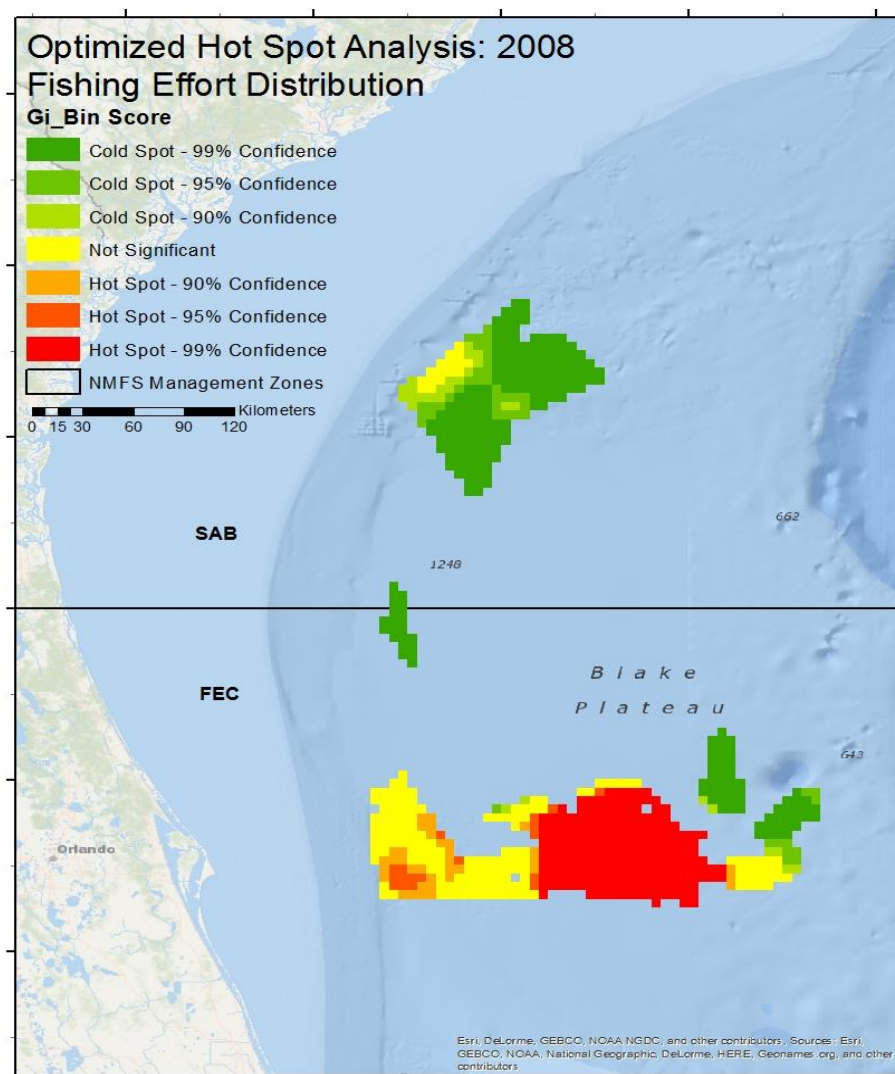 Optimized Hot Spot Analysis: 2008
Fishing Effort Distribution
Gi_Bin Score
Cold Spot - 99% Confidence
Cold Spot - 95% Confidence
Cold Spot - 90% Confidence
Not Significant
Hot Spot - 90% Confidence
Hot Spot - 95% Confidence
Hot Spot - 99% Confidence
NMFS Management Zones
Kilometers
0 15 30 60 90 120
662
SAB
1248
Blake
Plateau
FEC
643
Orlando
Esri, DeLorme, GEBCO, NOAA NGDC, and other contributors, Sources: Esri,
GEBCO, NOAA, National Geographic, DeLorme, HERE, Geonames.org, and other
contributors